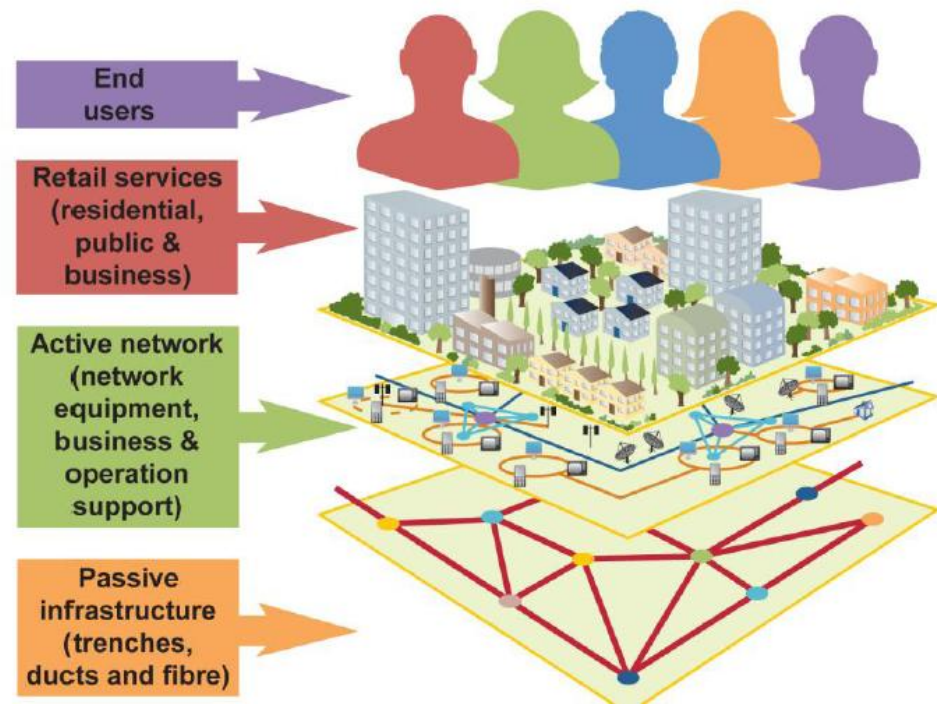 End
users
Retail services
(residential,
public &
business)
Active network
(network
equipment,
business &
operation
support)
Passive
infrastructure
(trenches,
ducts and fibre)